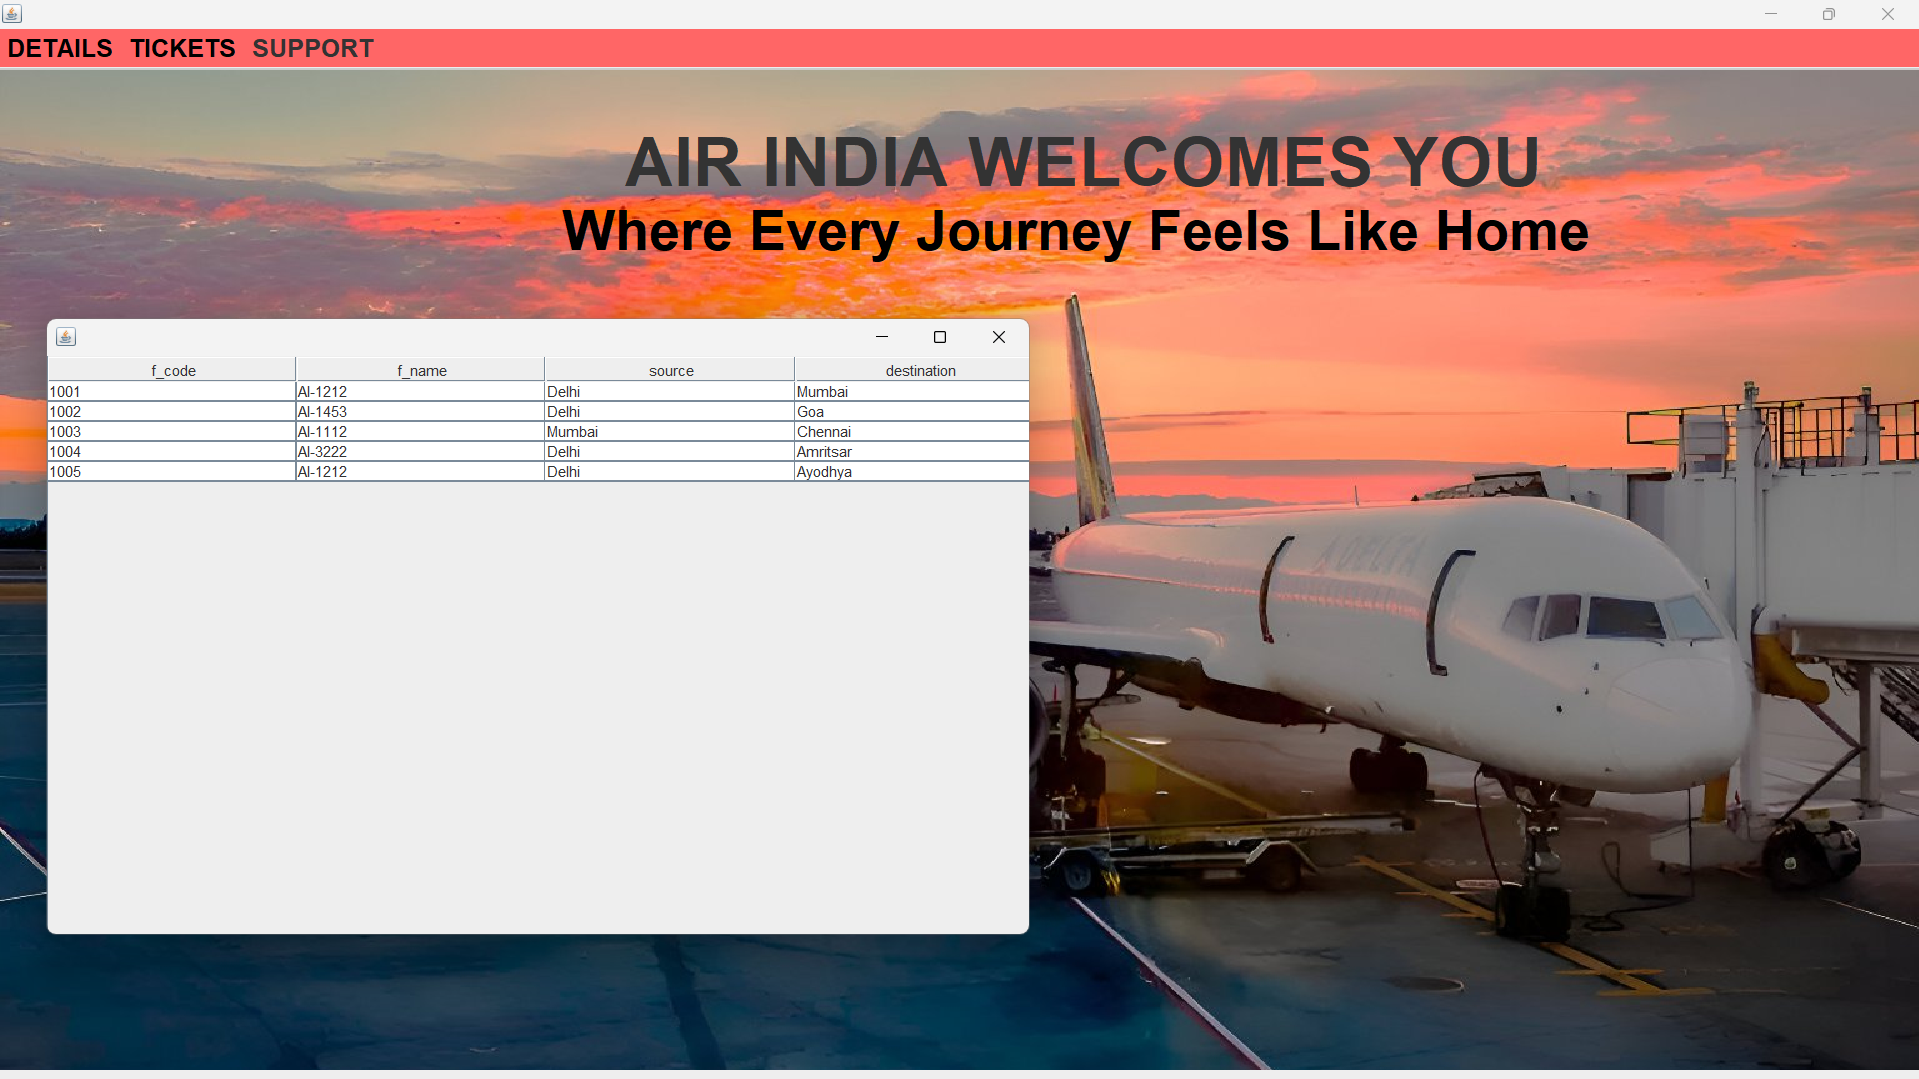 DETAILS TICKETS SUPPORT
AIR INDIA WELCOMES YOU
Where Every Journey Feels Like Home
f_code f_name source destination
1001 AI-1212 Delhi Mumbai
1002 AI-1453 Delhi Goa
1003 AI-1112 Mumbai Chennai
1004 AI-3222 Delhi Amritsar
1005 AI-1212 Delhi Ayodhya
DELTA